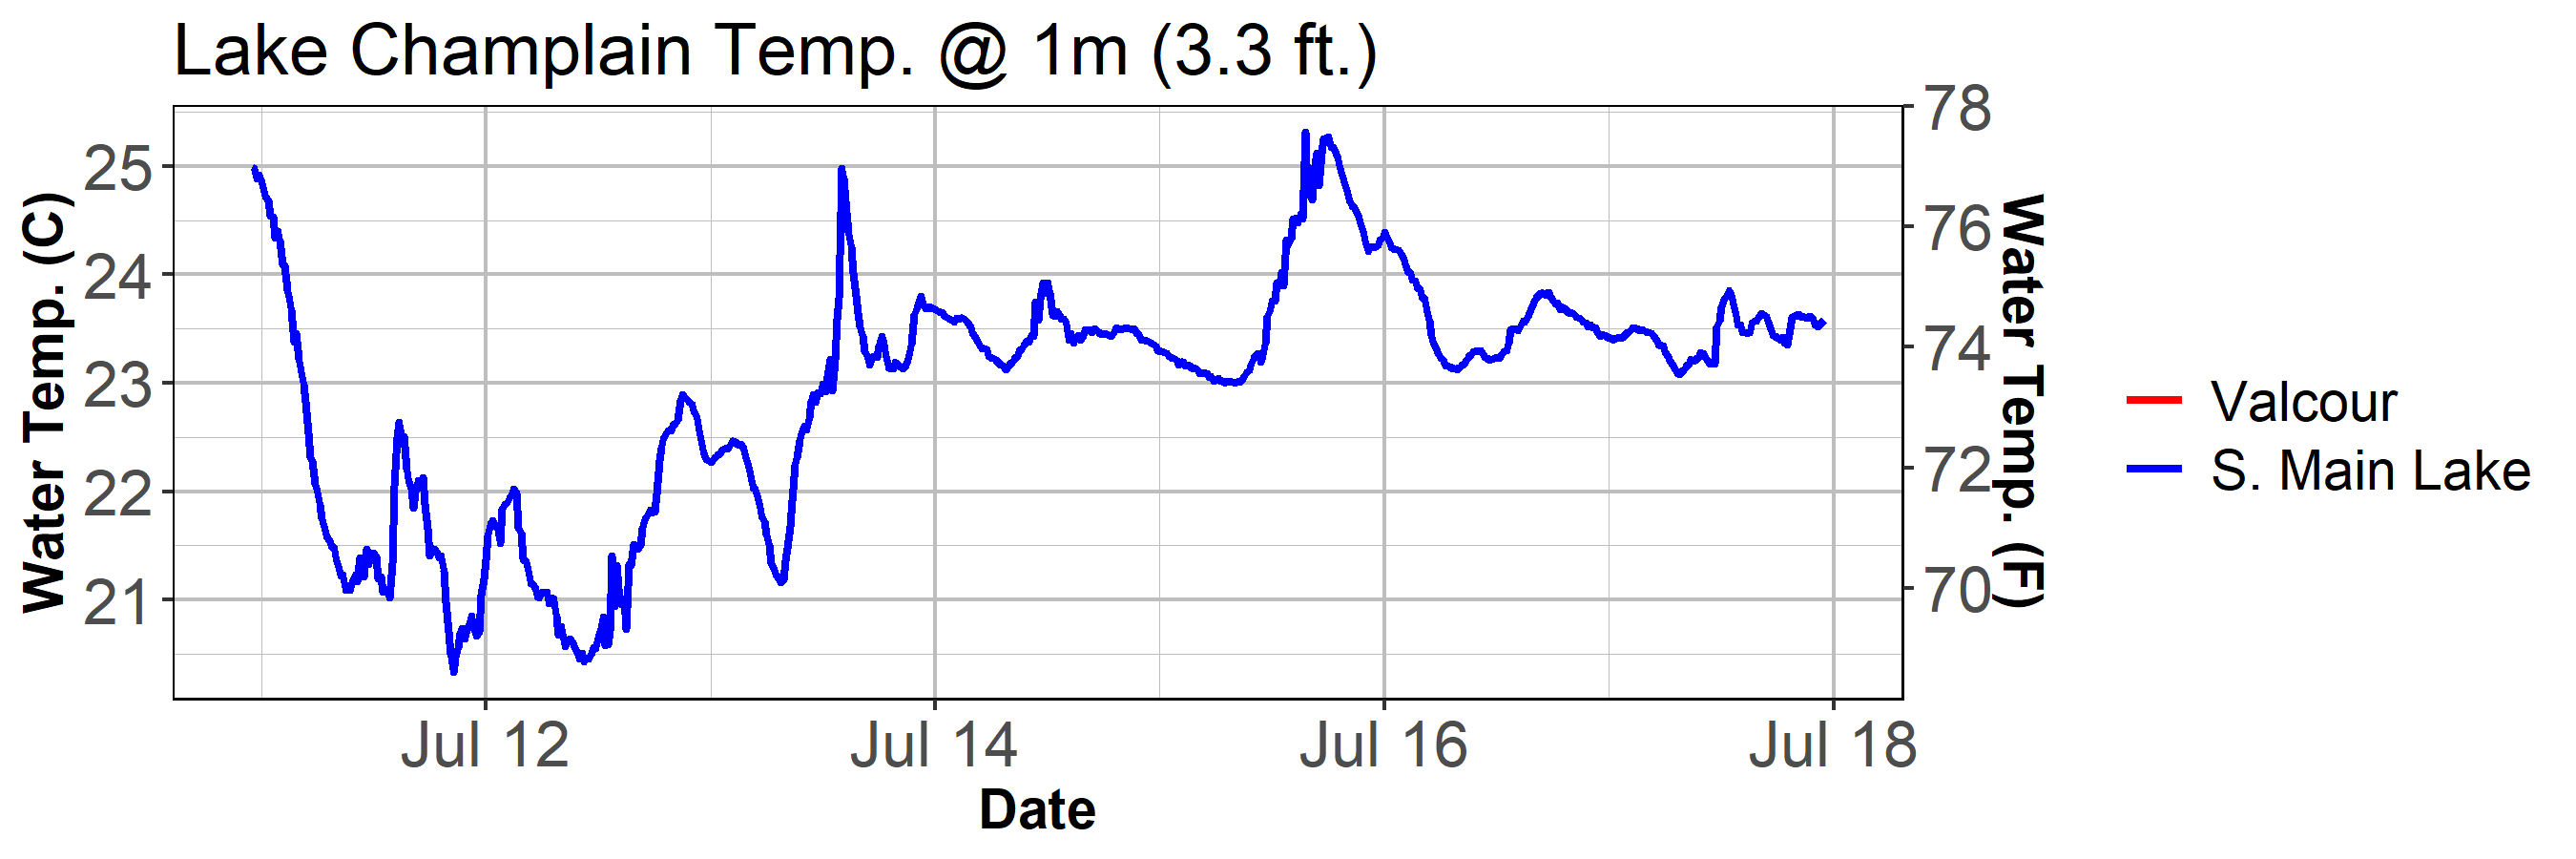 Lake Champlain Temp. @ 1m (3.3 ft.)
Water Temp. (C)
25
24
23
22
21
78
76
74
72
70
Water Temp. (F)
Jul 12
Jul 14
Jul 16
Jul 18
Date
Valcour
S. Main Lake